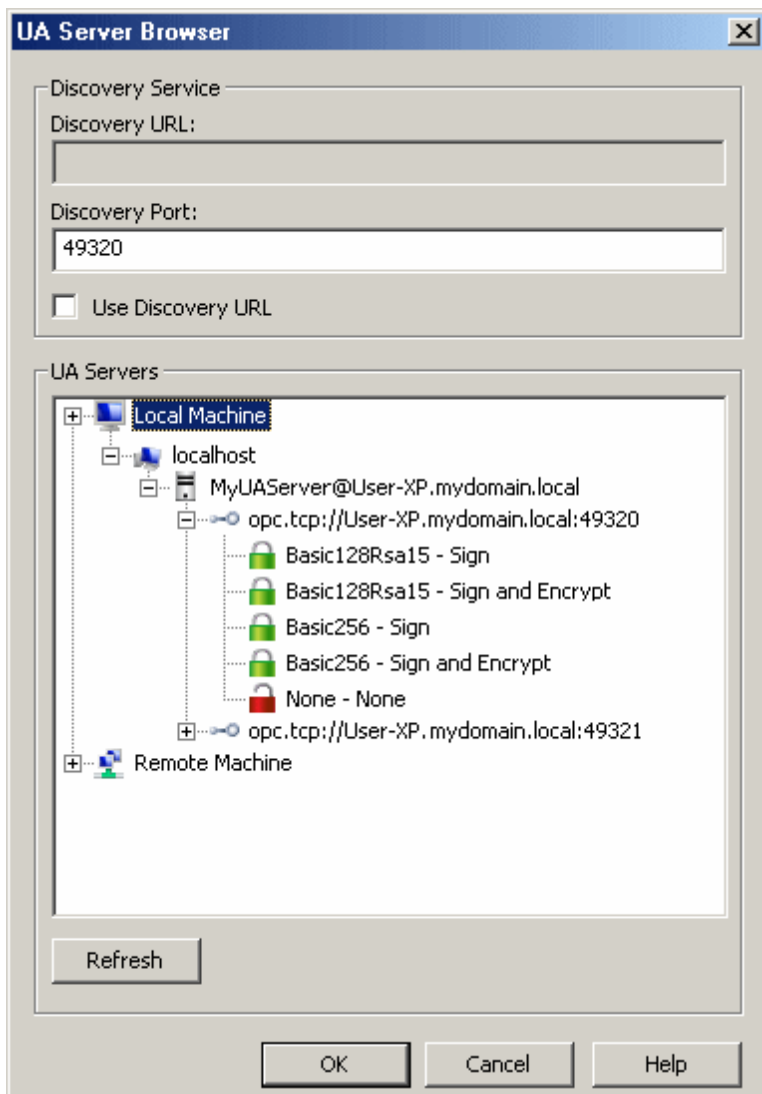 UA Server Browser
Discovery Service
Discovery URL:
Discovery Port:
49320
Use Discovery URL
UA Servers
Local Machine
localhost
MyUAServer@User-XP.mydomain.local
opc.tcp://User-XP.mydomain.local:49320
Basic128Rsa15 - Sign
Basic128Rsa15 - Sign and Encrypt
Basic256 - Sign
Basic256 - Sign and Encrypt
None - None
opc.tcp://User-XP.mydomain.local:49321
Remote Machine
Refresh
OK Cancel Help